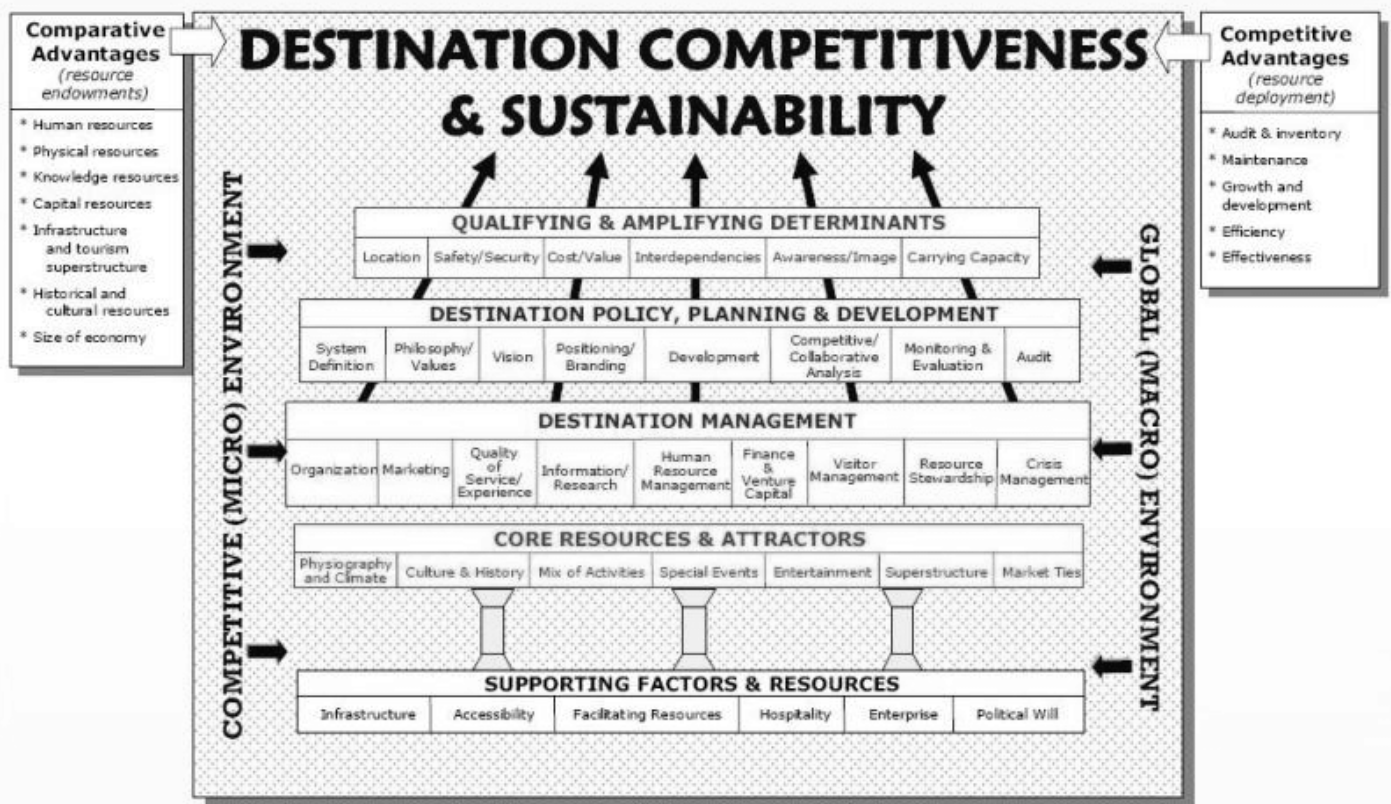 Comparative
Advantages
(resource
endowments)
* Human resources
* Physical resources
* Knowledge resources
* Capital resources
* Infrastructure
and tourism
superstructure
* Historical and
cultural resources
* Size of economy
DESTINATION COMPETITIVENESS
& SUSTAINABILITY
Competitive
Advantages
(resource
deployment)
* Audit & inventory
* Maintenance
* Growth and
development
* Efficiency
* Effectiveness
COMPETITIVE (MICRO) ENVIRONMENT
GLOBAL (MACRO) ENVIRONMENT
QUALIFYING & AMPLIFYING DETERMINANTS
Location
Safety/Security
Cost/Value
Interdependencies
Awareness/Image
Carrying Capacity
DESTINATION POLICY, PLANNING & DEVELOPMENT
System
Definition
Philosophy/
Values
Vision
Positioning/
Branding
Development
Competitive/
Collaborative
Analysis
Monitoring &
Evaluation
Audit
DESTINATION MANAGEMENT
Organization
Marketing
Quality
of
Service/
Experience
Information/
Research
Human
Resource
Management
Finance
&
Venture
Capital
Visitor
Management
Resource
Stewardship
Crisis
Management
CORE RESOURCES & ATTRACTORS
Physiography
and Climate
Culture & History
Mix of Activities
Special Events
Entertainment
Superstructure
Market Ties
SUPPORTING FACTORS & RESOURCES
Infrastructure
Accessibility
Facilitating Resources
Hospitality
Enterprise
Political Will